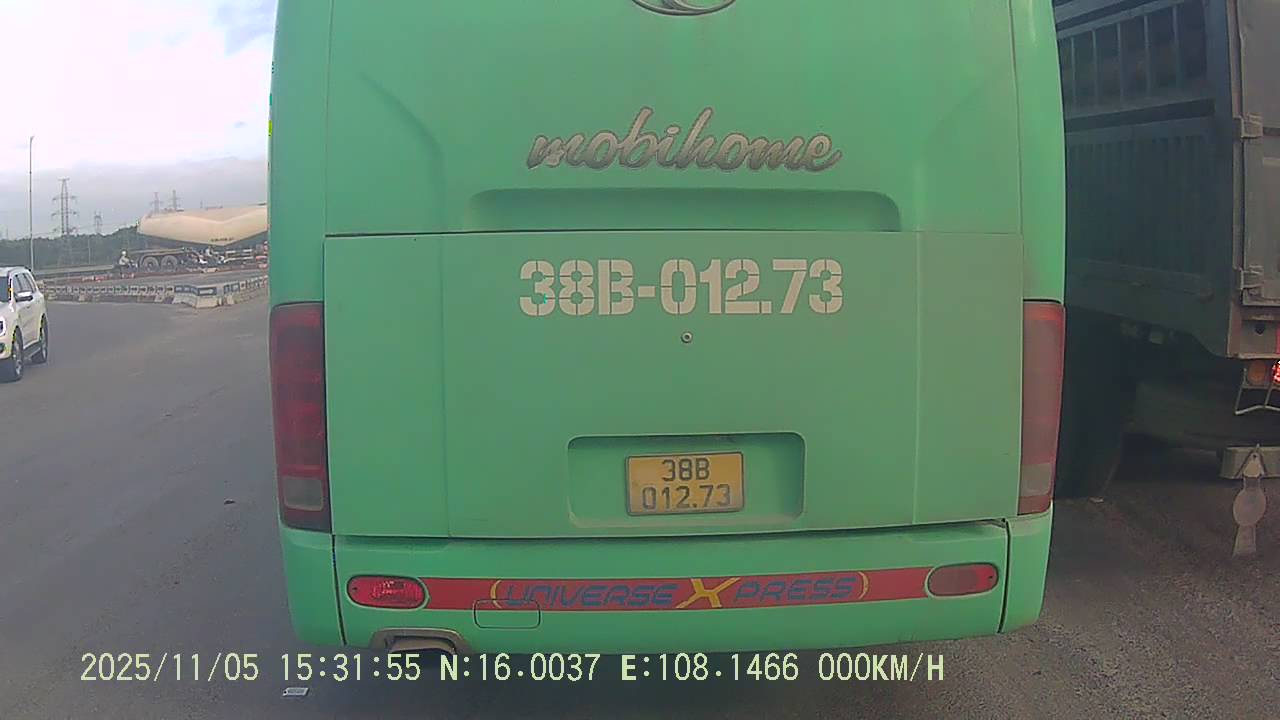 mobihome
38B-012.73
38B
012.73
UNIVERSE XPRESS
2025/11/05 15:31:55 N:16.0037 E:108.1466 000KM/H